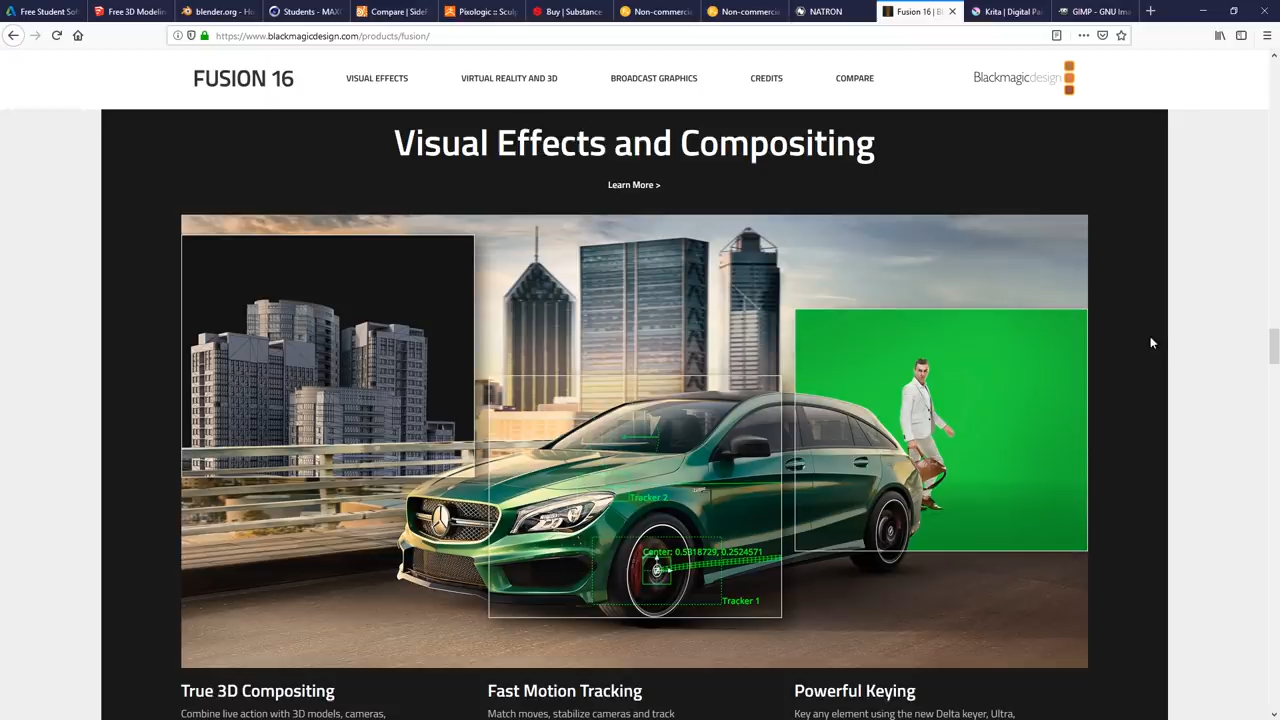 Free Student Soft
Free 3D Modelin
blender.org - Ho
Students - MAX
Compare | SideF
Pixologic :: Sculp
Buy | Substance
Non-commercia
Non-commercia
NATRON
Fusion 16 | Bl
Krita | Digital Pa
GIMP - GNU Ima
https://www.blackmagicdesign.com/products/fusion/
FUSION 16
VISUAL EFFECTS
VIRTUAL REALITY AND 3D
BROADCAST GRAPHICS
CREDITS
COMPARE
Blackmagicdesign
Visual Effects and Compositing
Learn More >
Tracker 2
Center: 0.5318729, 0.2524571
Tracker 1
True 3D Compositing
Fast Motion Tracking
Powerful Keying
Combine live action with 3D models, cameras,
Match moves, stabilize cameras and track
Key any element using the new Delta keyer, Ultra,